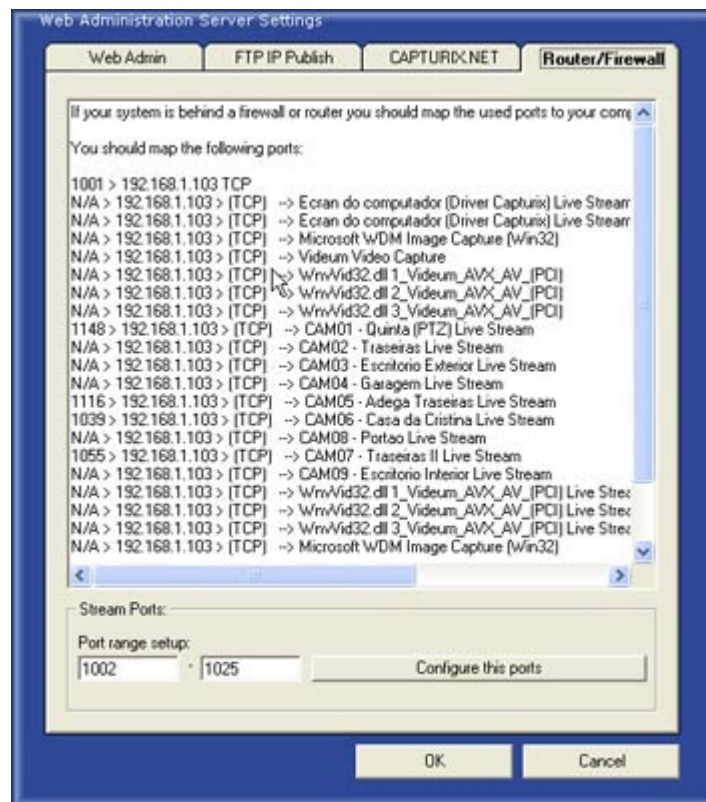 Web Administration Server Settings
Web Admin
FTP IP Publish
CAPTURIX.NET
Router/Firewall
If your system is behind a firewall or router you should map the used ports to your
You should map the following ports:
1001 > 192.168.1.103 TCP
N/A > 192.168.1.103 > (TCP) --> Ecran do computador (Driver Capturix) Live Stream
N/A > 192.168.1.103 > (TCP) --> Ecran do computador (Driver Capturix) Live Stream
N/A > 192.168.1.103 > (TCP) --> Microsoft WDM Image Capture (Win32)
N/A > 192.168.1.103 > (TCP) --> Videum Video Capture
N/A > 192.168.1.103 > (TCP) --> WnvVid32.dll 1_Videum_AVX_AV_(PCI)
N/A > 192.168.1.103 > (TCP) --> WnvVid32.dll 2_Videum_AVX_AV_(PCI)
N/A > 192.168.1.103 > (TCP) --> WnvVid32.dll 3_Videum_AVX_AV_(PCI)
1148 > 192.168.1.103 > (TCP) --> CAM01 - Quinta (PTZ) Live Stream
N/A > 192.168.1.103 > (TCP) --> CAM02 - Traseiras Live Stream
N/A > 192.168.1.103 > (TCP) --> CAM03 - Escritorio Exterior Live Stream
N/A > 192.168.1.103 > (TCP) --> CAM04 - Garagem Live Stream
1116 > 192.168.1.103 > (TCP) --> CAM05 - Adega Traseiras Live Stream
1039 > 192.168.1.103 > (TCP) --> CAM06 - Casa da Cristina Live Stream
N/A > 192.168.1.103 > (TCP) --> CAM08 - Portao Live Stream
1055 > 192.168.1.103 > (TCP) --> CAM07 - Traseiras II Live Stream
N/A > 192.168.1.103 > (TCP) --> CAM09 - Escritorio Interior Live Stream
N/A > 192.168.1.103 > (TCP) --> WnvVid32.dll 1_Videum_AVX_AV_(PCI) Live
N/A > 192.168.1.103 > (TCP) --> WnvVid32.dll 2_Videum_AVX_AV_(PCI) Live
N/A > 192.168.1.103 > (TCP) --> WnvVid32.dll 3_Videum_AVX_AV_(PCI) Live
N/A > 192.168.1.103 > (TCP) --> Microsoft WDM Image Capture (Win32)
Stream Ports:
Port range setup:
1002 - 1025
Configure this ports
OK
Cancel